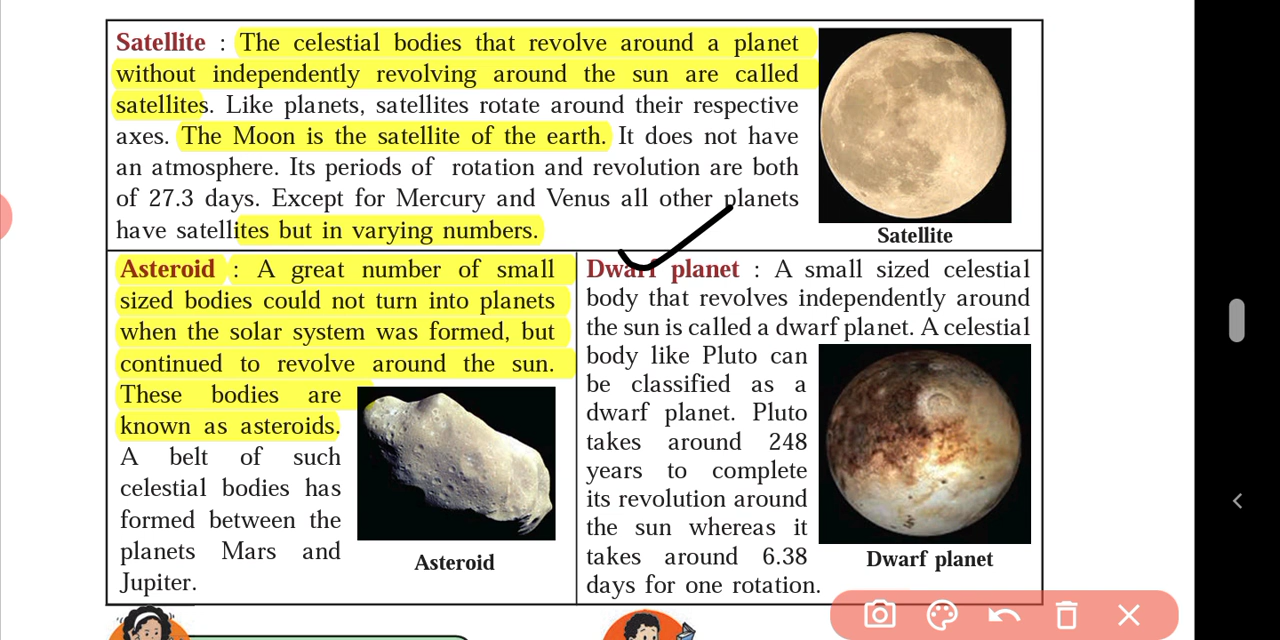 Satellite : The celestial bodies that revolve around a planet
without independently revolving around the sun are called
satellites. Like planets, satellites rotate around their respective
axes. The Moon is the satellite of the earth. It does not have
an atmosphere. Its periods of rotation and revolution are both
of 27.3 days. Except for Mercury and Venus all other planets
have satellites but in varying numbers.
Satellite
Asteroid : A great number of small
sized bodies could not turn into planets
when the solar system was formed, but
continued to revolve around the sun.
These bodies are
known as asteroids.
A belt of such
celestial bodies has
formed between the
planets Mars and
Jupiter.
Asteroid
Dwarf planet : A small sized celestial
body that revolves independently around
the sun is called a dwarf planet. A celestial
body like Pluto can
be classified as a
dwarf planet. Pluto
takes around 248
years to complete
its revolution around
the sun whereas it
takes around 6.38
days for one rotation.
Dwarf planet